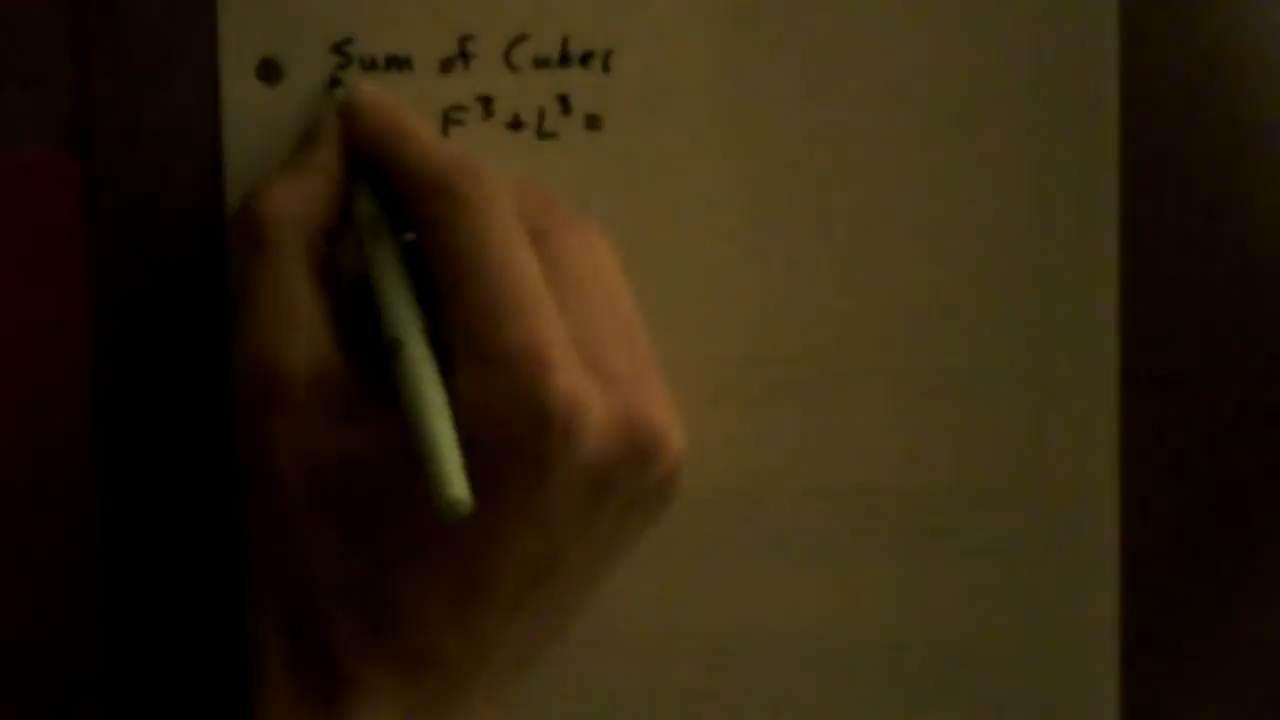 • Sum of Cubes
F³ + L³ =